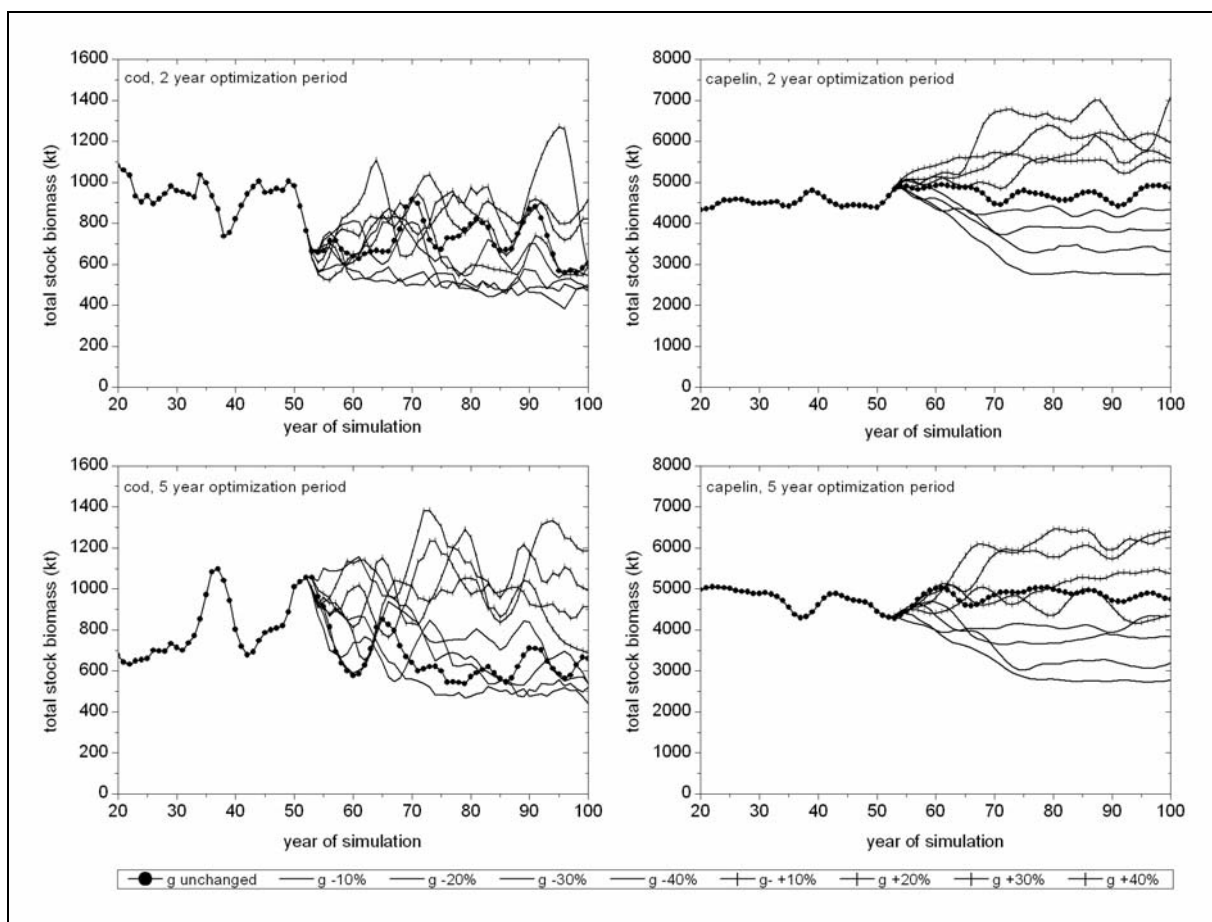 cod, 2 year optimization period
total stock biomass (kt)
1600
1400
1200
1000
800
600
400
200
0
20 30 40 50 60 70 80 90 100
year of simulation
capelin, 2 year optimization period
total stock biomass (kt)
8000
7000
6000
5000
4000
3000
2000
1000
0
20 30 40 50 60 70 80 90 100
year of simulation
cod, 5 year optimization period
total stock biomass (kt)
1600
1400
1200
1000
800
600
400
200
0
20 30 40 50 60 70 80 90 100
year of simulation
capelin, 5 year optimization period
total stock biomass (kt)
8000
7000
6000
5000
4000
3000
2000
1000
0
20 30 40 50 60 70 80 90 100
year of simulation
g unchanged g -10% g -20% g -30% g -40% g- +10% g +20% g +30% g +40%